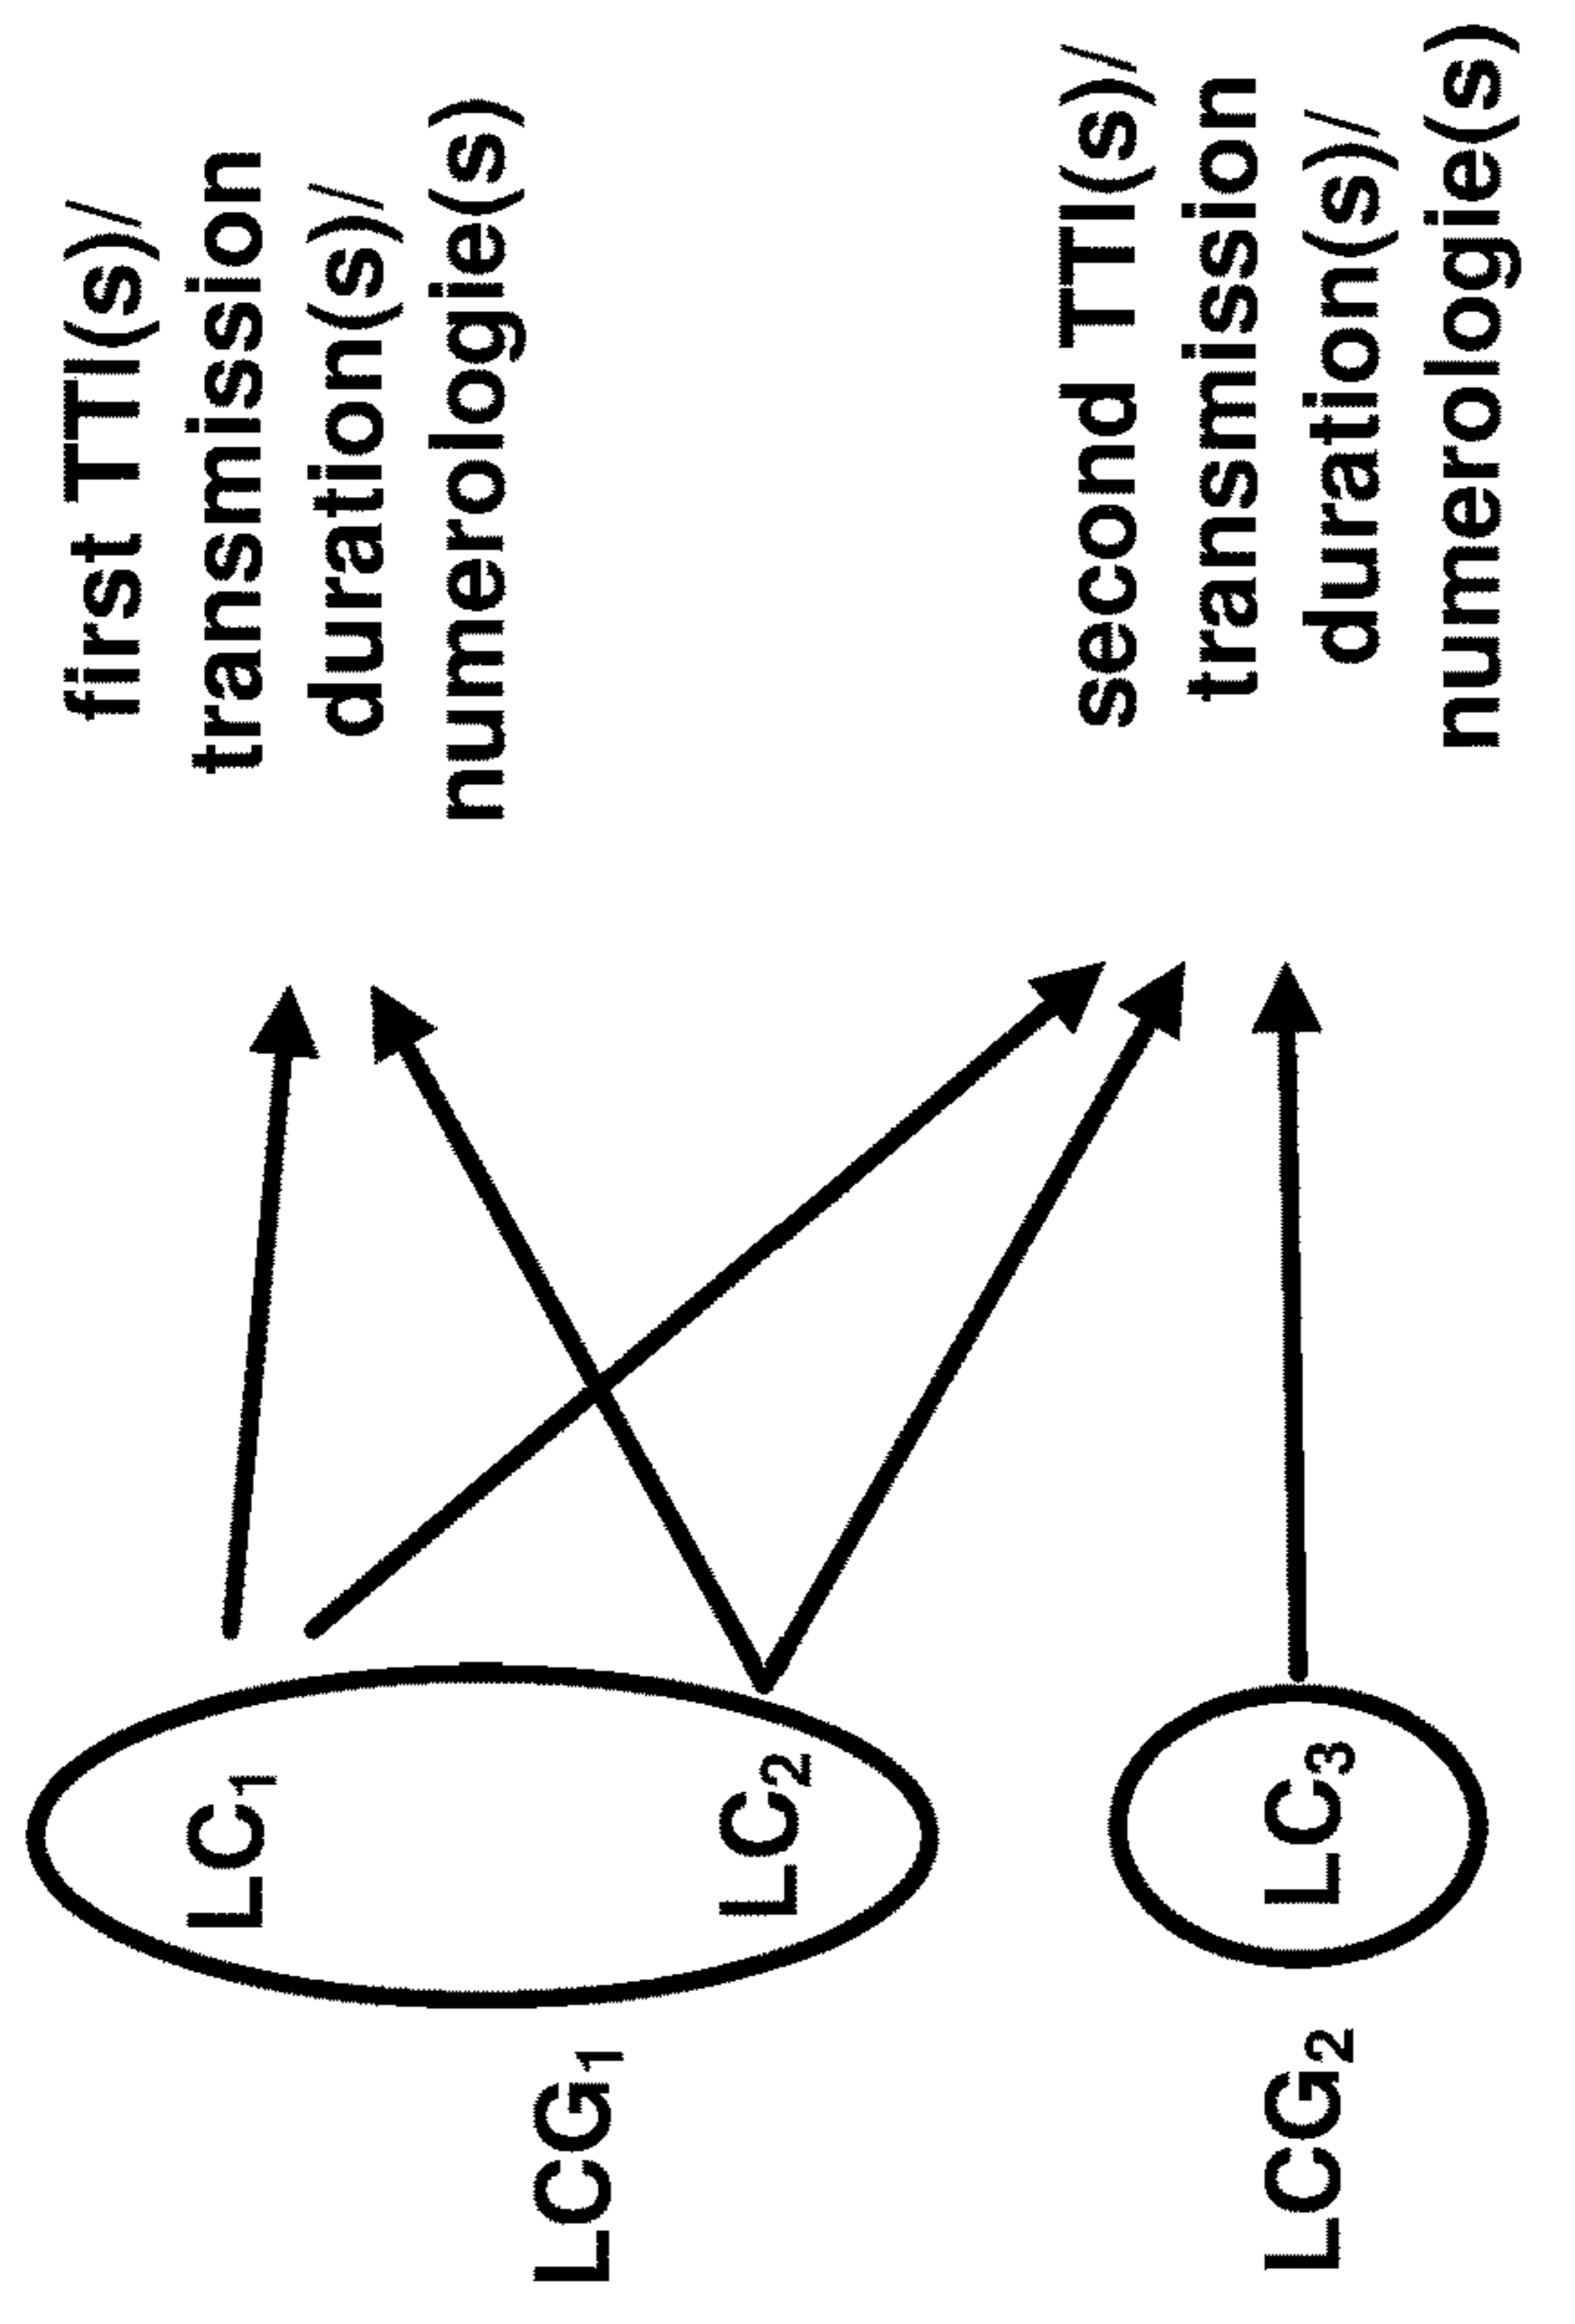 first TTI(s)/
transmission
duration(s)/
numerologie(s)
second TTI(s)/
transmission
duration(s)/
numerologie(s)
LC1
LC2
LC3
LCG1
LCG2